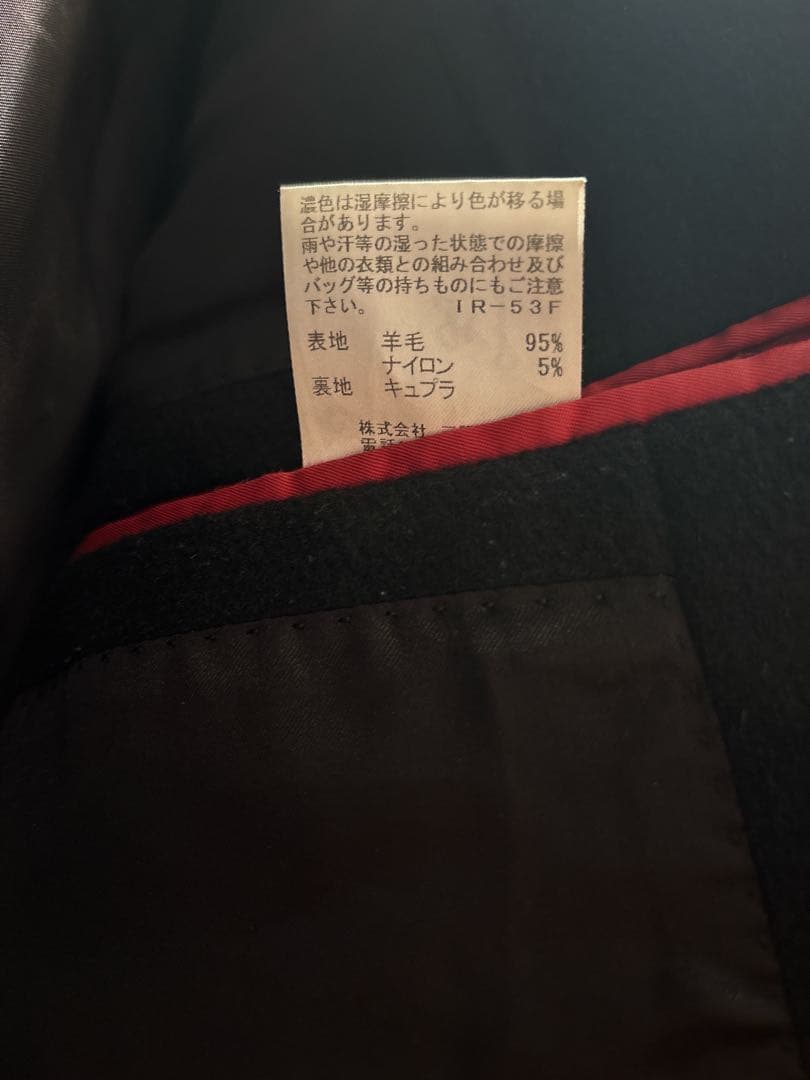 濃色は湿摩擦により色が移る場
合があります。
雨や汗等の湿った状態での摩擦
や他の衣類との組み合わせ及び
バッグ等の持ちものにもご注意
下さい。 IR-53F
表地 羊毛 95%
ナイロン 5%
裏地 キュプラ
株式会社